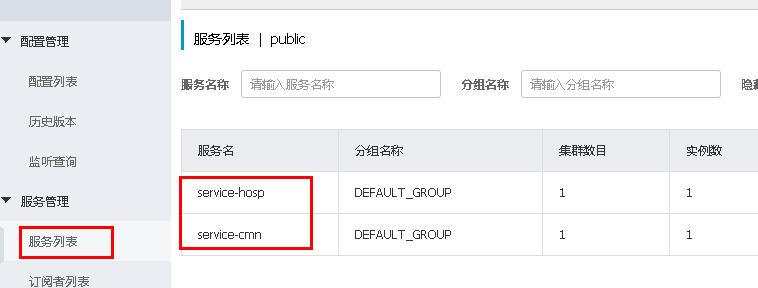 配置管理
配置列表
历史版本
监听查询
服务管理
服务列表
订阅者列表
服务列表 | public
服务名称 请输入服务名称 分组名称 请输入分组名称
服务名 分组名称 集群数目 实例数
service-hosp DEFAULT_GROUP 1 1
service-cmn DEFAULT_GROUP 1 1